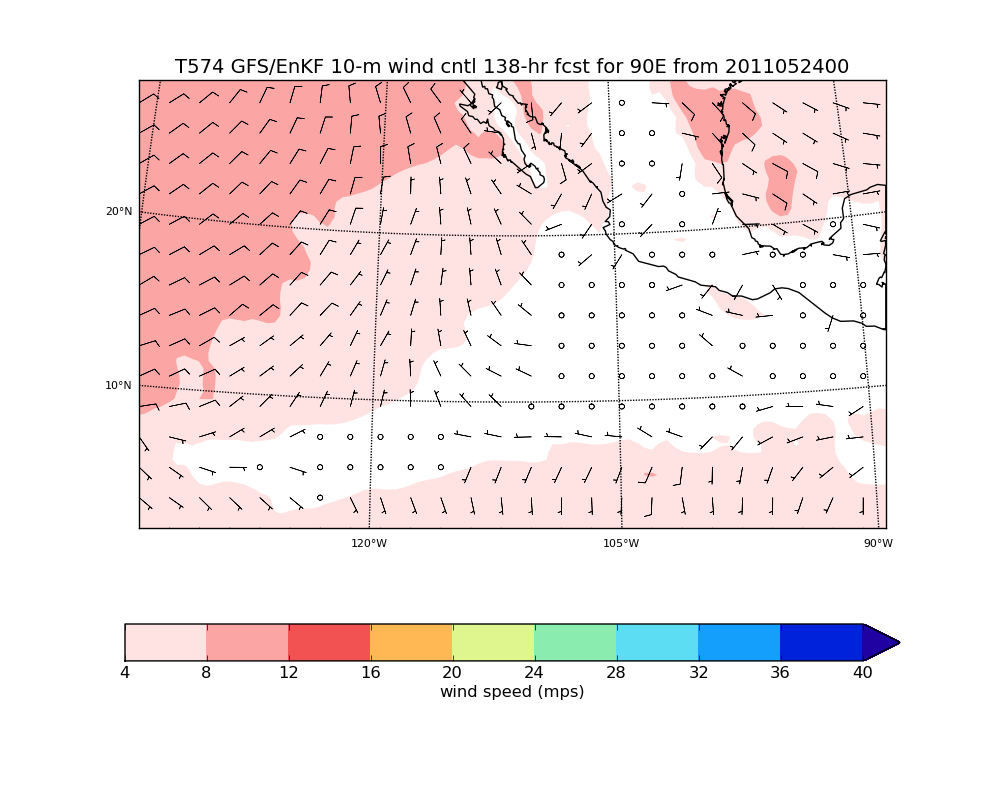 T574 GFS/EnKF 10-m wind cntl 138-hr fcst for 90E from 2011052400
20°N
10°N
120°W 105°W 90°W
4 8 12 16 20 24 28 32 36 40
wind speed (mps)